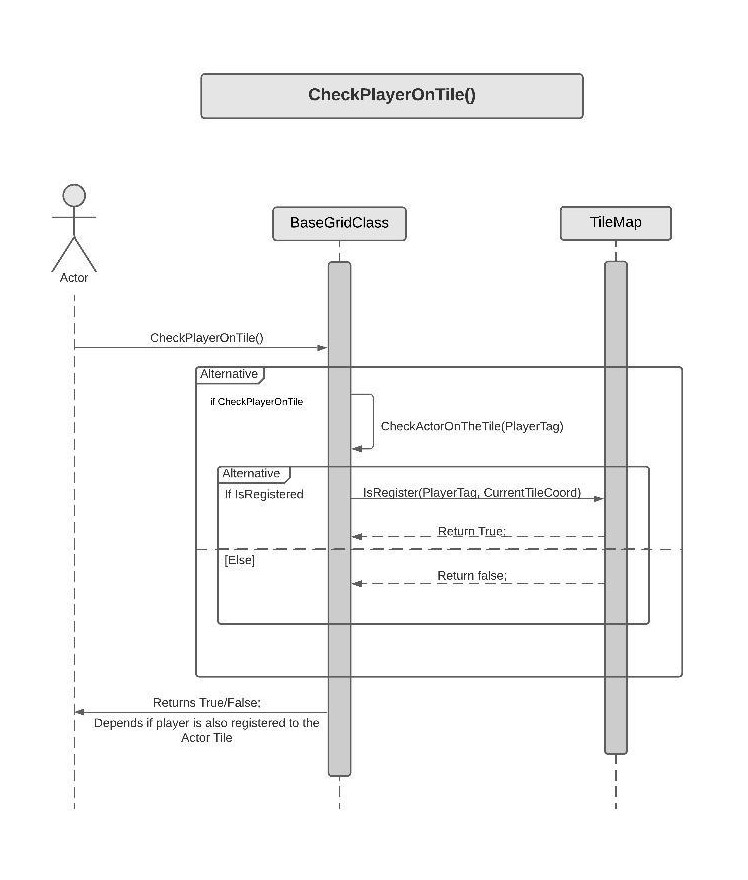 CheckPlayerOnTile()
BaseGridClass
TileMap
Actor
CheckPlayerOnTile()
Alternative
if CheckPlayerOnTile
CheckActorOnTheTile(PlayerTag)
Alternative
If IsRegistered
IsRegister(PlayerTag, CurrentTileCoord)
Return True;
[Else]
Return false;
Returns True/False;
Depends if player is also registered to the
Actor Tile